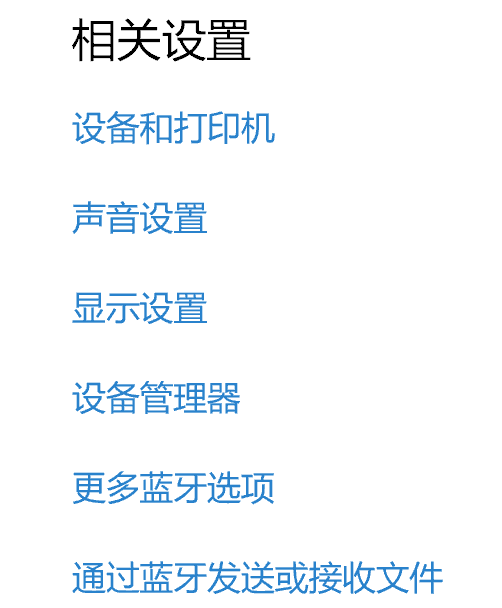 相关设置
设备和打印机
声音设置
显示设置
设备管理器
更多蓝牙选项
通过蓝牙发送或接收文件